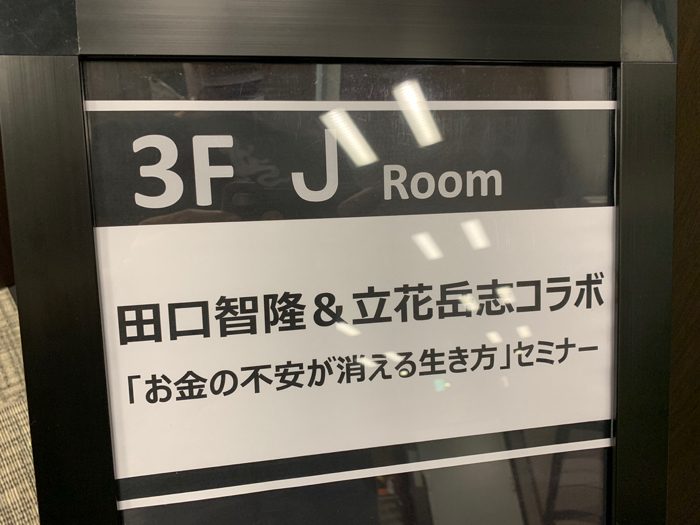 3F J Room
田口智隆&立花岳志コラボ
「お金の不安が消える生き方」セミナー